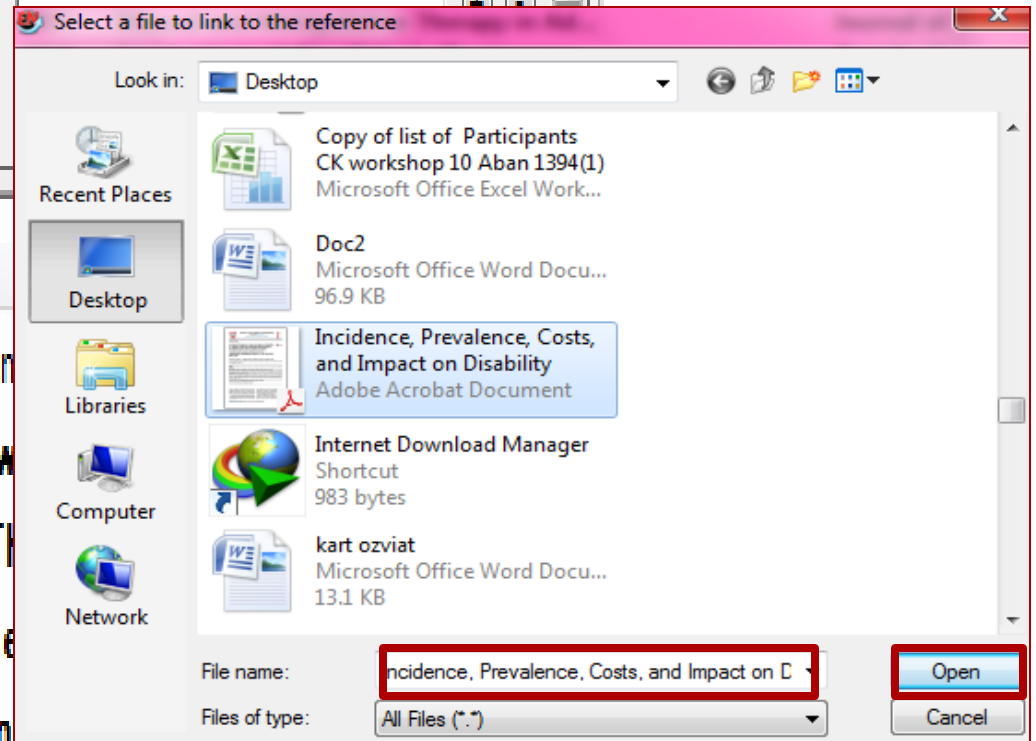 Select a file to link to the reference
Look in:
Desktop
Recent Places
Desktop
Libraries
Computer
Network
Copy of list of Participants
CK workshop 10 Aban 1394(1)
Microsoft Office Excel Work...
Doc2
Microsoft Office Word Docu...
96.9 KB
Incidence, Prevalence, Costs,
and Impact on Disability
Adobe Acrobat Document
Internet Download Manager
Shortcut
983 bytes
kart ozviat
Microsoft Office Word Docu...
13.1 KB
File name:
ncidence, Prevalence, Costs, and Impact on D
Open
Files of type:
All Files (*.*)
Cancel